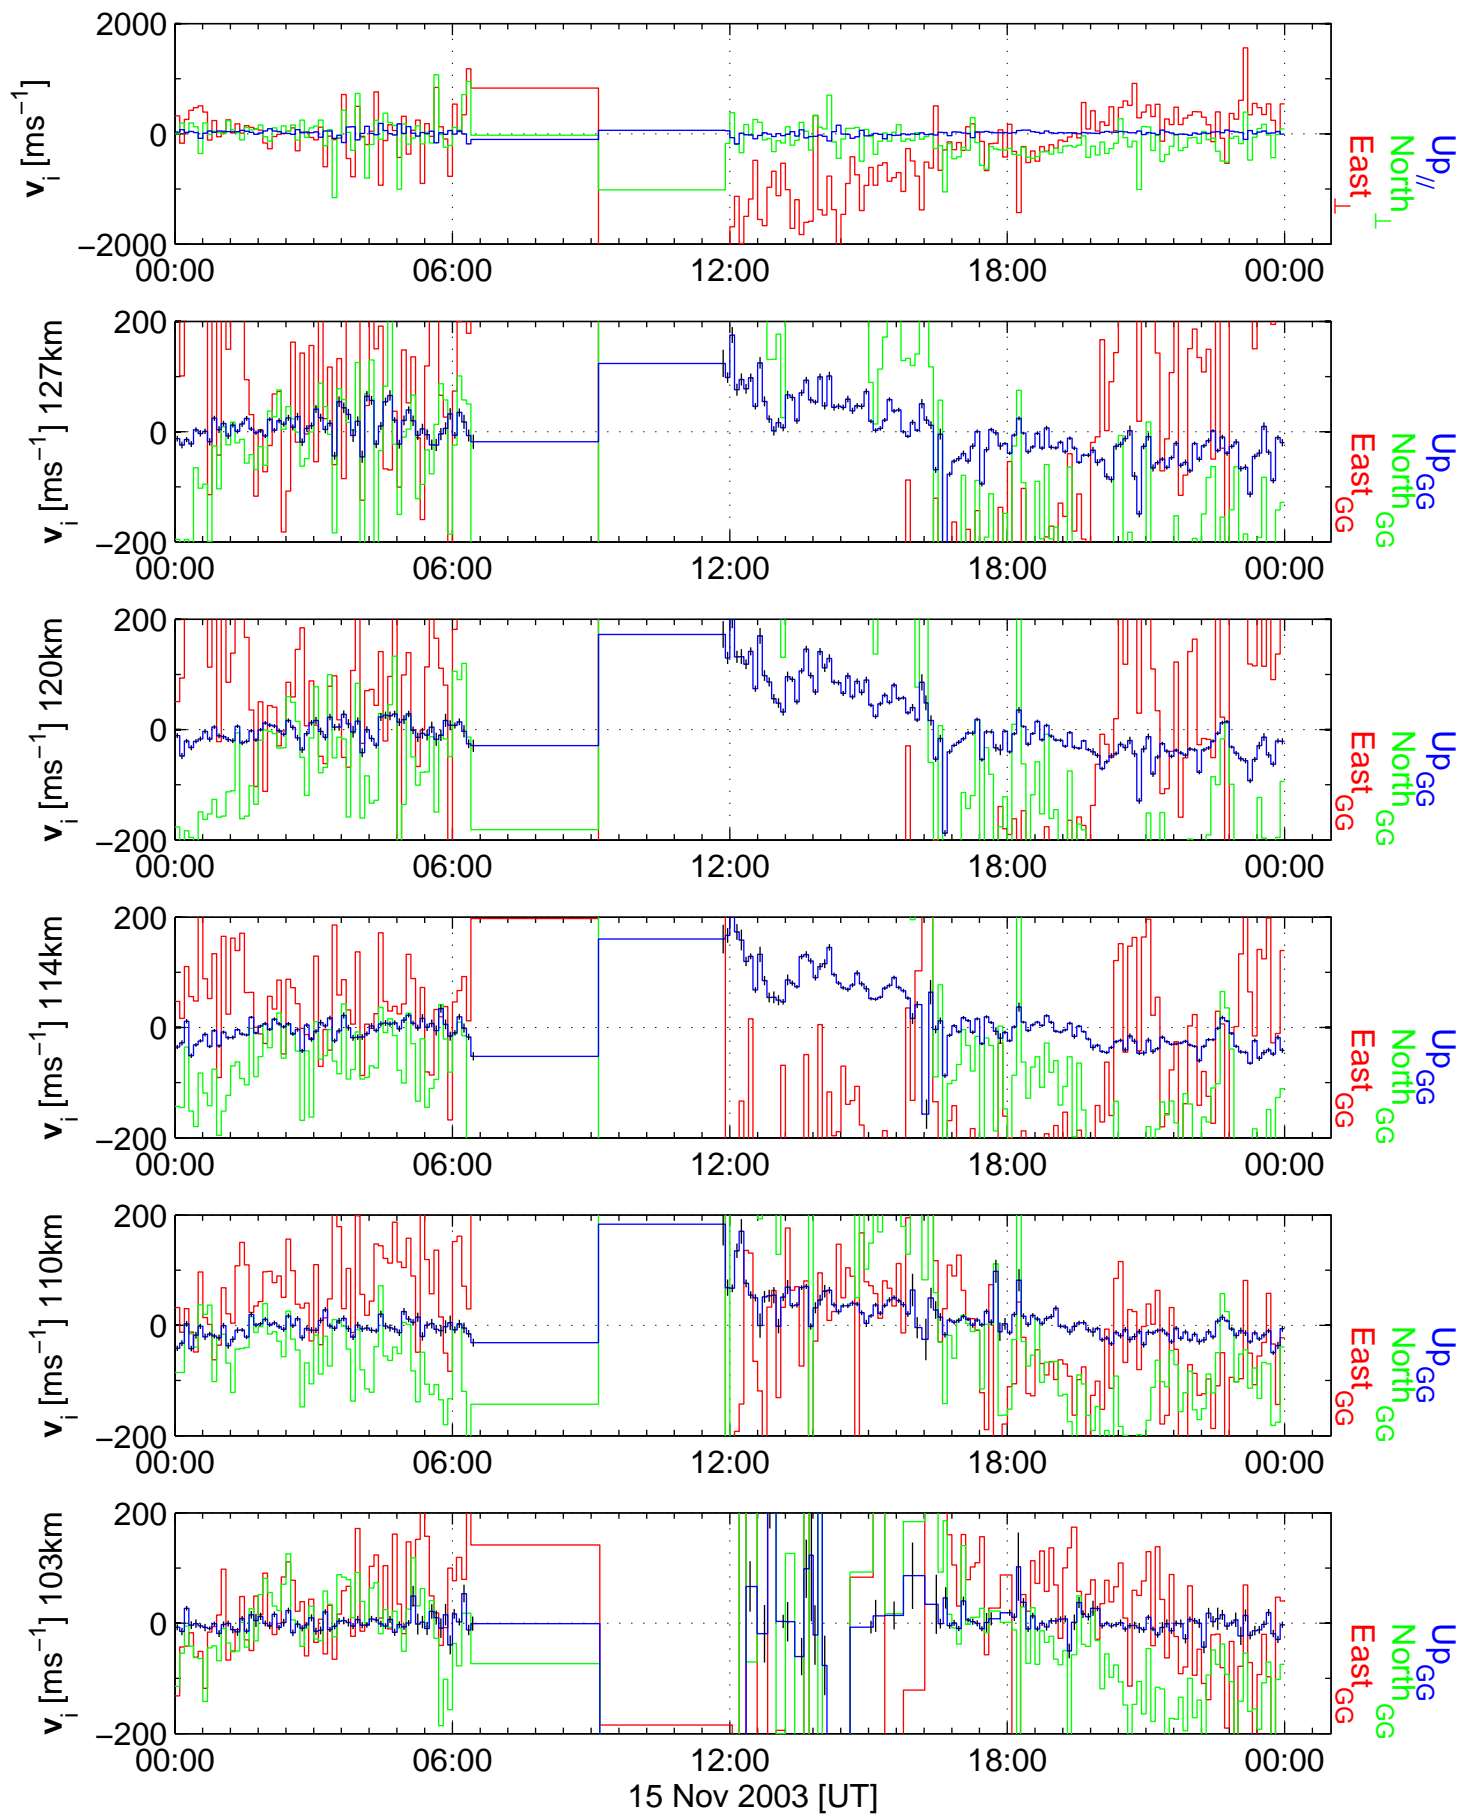 2000
0
−2000
v_i [ms⁻¹]
00:00 06:00 12:00 18:00 00:00
Up_//
North_⊥
East_⊥
200
0
−200
v_i [ms⁻¹] 127km
00:00 06:00 12:00 18:00 00:00
Up_GG
North_GG
East_GG
200
0
−200
v_i [ms⁻¹] 120km
00:00 06:00 12:00 18:00 00:00
Up_GG
North_GG
East_GG
200
0
−200
v_i [ms⁻¹] 114km
00:00 06:00 12:00 18:00 00:00
Up_GG
North_GG
East_GG
200
0
−200
v_i [ms⁻¹] 110km
00:00 06:00 12:00 18:00 00:00
Up_GG
North_GG
East_GG
200
0
−200
v_i [ms⁻¹] 103km
00:00 06:00 12:00 18:00 00:00
Up_GG
North_GG
East_GG
15 Nov 2003 [UT]